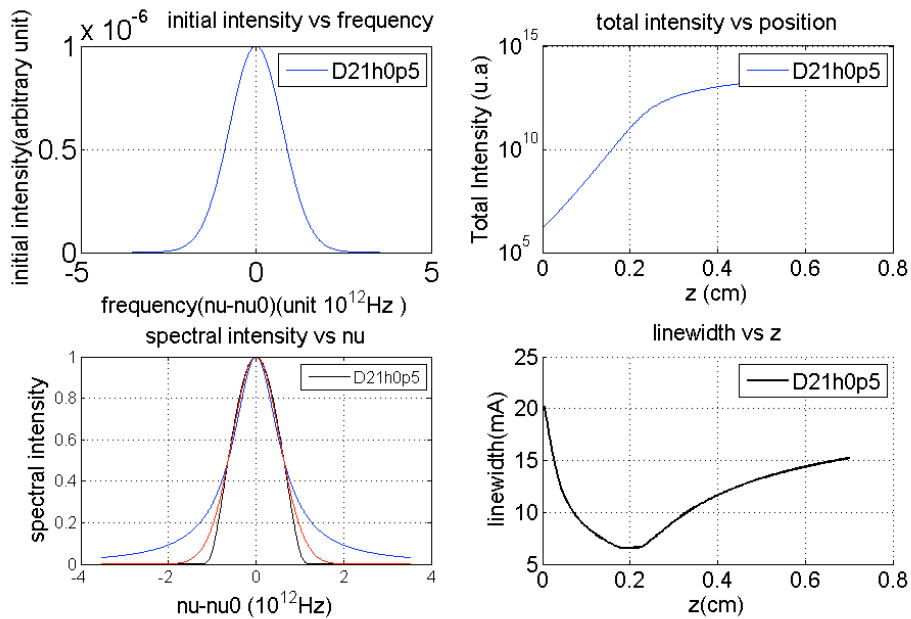 initial intensity vs frequency
1 x 10^-6
0.5
0
-5
0
5
initial intensity(arbitrary unit)
frequency(nu-nu0)(unit 10^12Hz )
D21h0p5
total intensity vs position
10^15
10^10
10^5
0
0.2
0.4
0.6
0.8
Total Intensity (u.a)
z (cm)
D21h0p5
spectral intensity vs nu
1
0.8
0.6
0.4
0.2
0
-4
-2
0
2
4
spectral intensity
nu-nu0 (10^12Hz)
D21h0p5
linewidth vs z
25
20
15
10
5
0
0.2
0.4
0.6
0.8
linewidth(mA)
z(cm)
D21h0p5